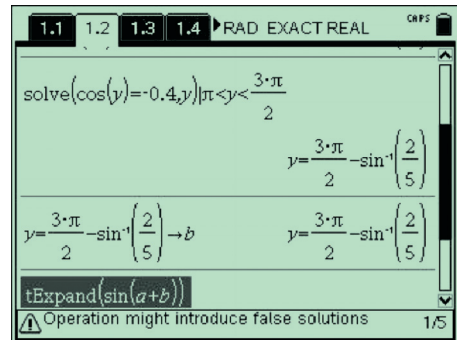 1.1 1.2 1.3 1.4 RAD EXACT REAL CAPS
solve(cos(y)=-0.4,y)|π<y<3·π/2
y=3·π/2-sin⁻¹(2/5)
y=3·π/2-sin⁻¹(2/5)→b y=3·π/2-sin⁻¹(2/5)
tExpand(sin(a+b))
Operation might introduce false solutions 1/5